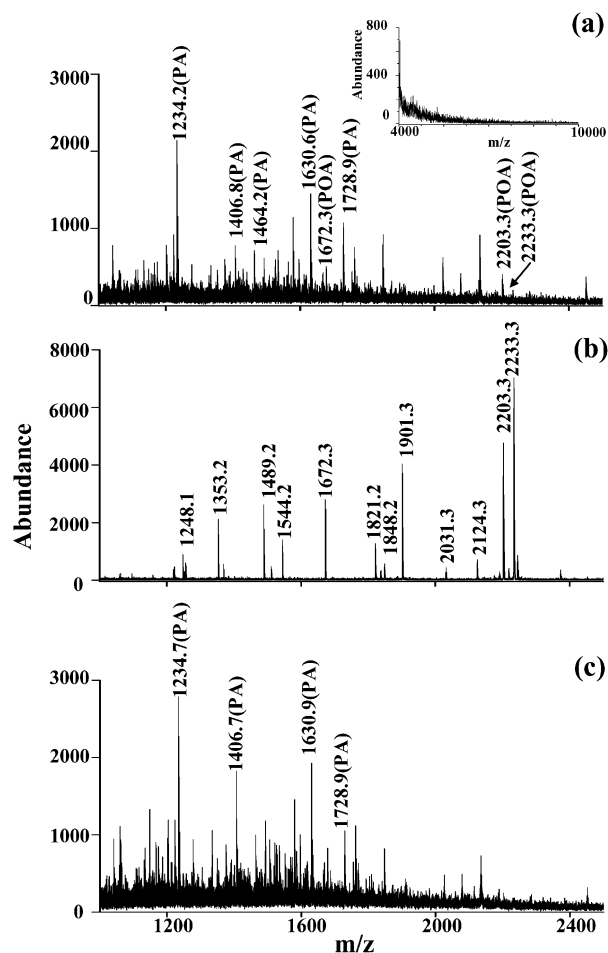 (a)
800
400
0
Abundance
4000
10000
m/z
3000
2000
1000
0
1234.2(PA)
1406.8(PA)
1464.2(PA)
1630.6(PA)
1672.3(POA)
1728.9(PA)
2203.3(POA)
2233.3(POA)
(b)
8000
6000
4000
2000
0
Abundance
1248.1
1353.2
1489.2
1544.2
1672.3
1821.2
1848.2
1901.3
2031.3
2124.3
2203.3
2233.3
(c)
3000
2000
1000
0
1234.7(PA)
1406.7(PA)
1630.9(PA)
1728.9(PA)
1200
1600
2000
2400
m/z